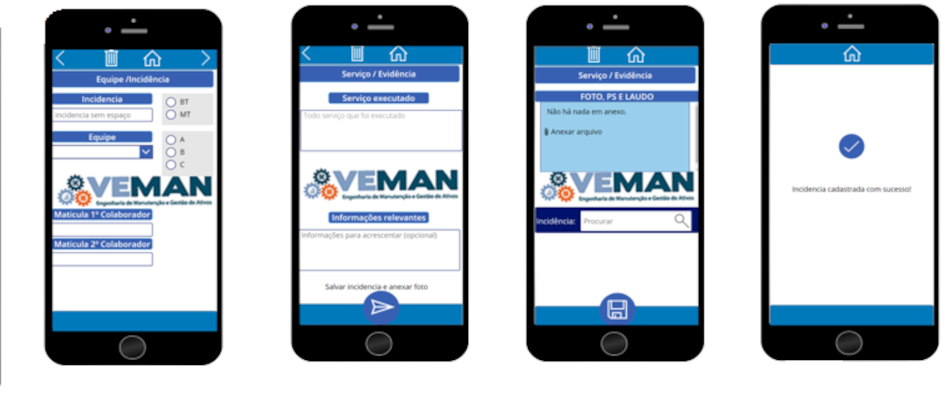 Equipe /Incidência
Incidencia
incidencia sem espaço
BT
MT
Equipe
A
B
C
VEMAN
Engenharia de Manutenção e Gestão de Ativos
Maticula 1º Colaborador
Maticula 2º Colaborador
Serviço / Evidência
Serviço executado
Todo serviço que foi executado
VEMAN
Engenharia de Manutenção e Gestão de Ativos
Informações relevantes
Informações para acrescentar (opcional)
Salvar incidencia e anexar foto
Serviço / Evidência
FOTO, PS E LAUDO
Não há nada em anexo.
Anexar arquivo
VEMAN
Engenharia de Manutenção e Gestão de Ativos
Incidência: Procurar
Incidencia cadastrada com sucesso!